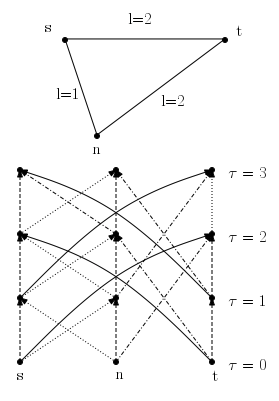 l=2
s
t
l=1
l=2
n
τ = 3
τ = 2
τ = 1
τ = 0
s
n
t